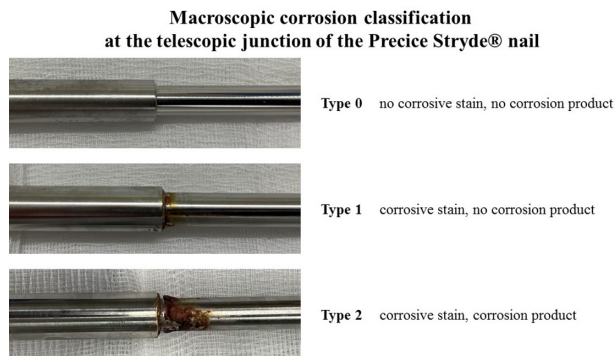 Macroscopic corrosion classification
at the telescopic junction of the Precice Stryde® nail
Type 0 no corrosive stain, no corrosion product
Type 1 corrosive stain, no corrosion product
Type 2 corrosive stain, corrosion product